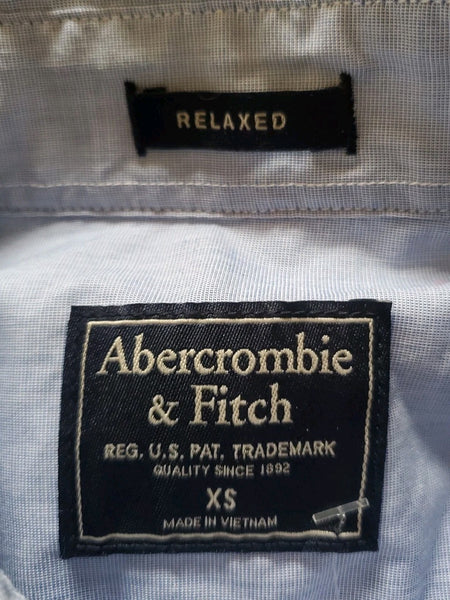 RELAXED
Abercrombie
& Fitch
REG. U.S. PAT. TRADEMARK
QUALITY SINCE 1892
XS
MADE IN VIETNAM